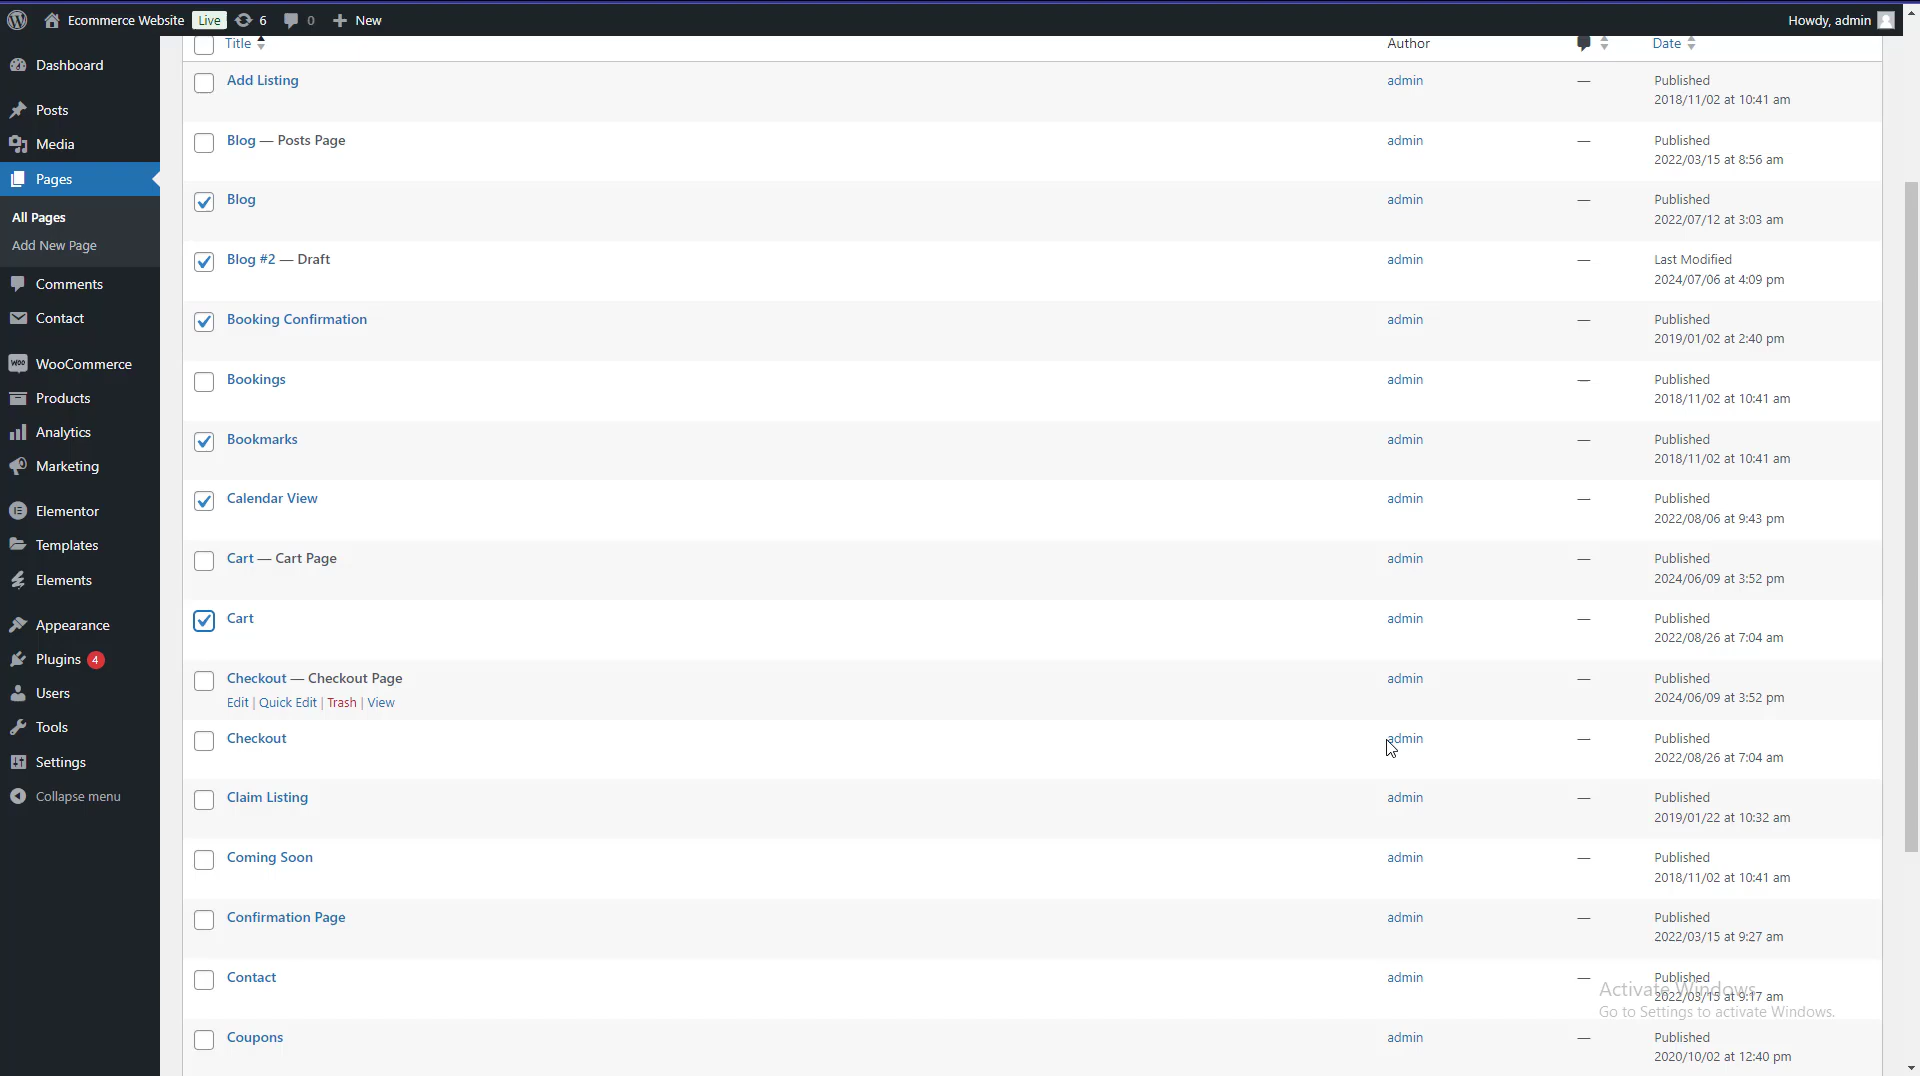 Ecommerce Website Live 6 0 New Howdy, admin
Title Author Date
Dashboard
Posts
Media
Pages
All Pages
Add New Page
Comments
Contact
WooCommerce
Products
Analytics
Marketing
Elementor
Templates
Elements
Appearance
Plugins 4
Users
Tools
Settings
Collapse menu
Add Listing admin — Published
2018/11/02 at 10:41 am
Blog — Posts Page admin — Published
2022/03/15 at 8:56 am
Blog admin — Published
2022/07/12 at 3:03 am
Blog #2 — Draft admin — Last Modified
2024/07/06 at 4:09 pm
Booking Confirmation admin — Published
2019/01/02 at 2:40 pm
Bookings admin — Published
2018/11/02 at 10:41 am
Bookmarks admin — Published
2018/11/02 at 10:41 am
Calendar View admin — Published
2022/08/06 at 9:43 pm
Cart — Cart Page admin — Published
2024/06/09 at 3:52 pm
Cart admin — Published
2022/08/26 at 7:04 am
Checkout — Checkout Page admin — Published
Edit | Quick Edit | Trash | View 2024/06/09 at 3:52 pm
Checkout admin — Published
2022/08/26 at 7:04 am
Claim Listing admin — Published
2019/01/22 at 10:32 am
Coming Soon admin — Published
2018/11/02 at 10:41 am
Confirmation Page admin — Published
2022/03/15 at 9:27 am
Contact admin — Published
2022/03/15 at 9:17 am
Activate Windows
Go to Settings to activate Windows.
Coupons admin — Published
2020/10/02 at 12:40 pm